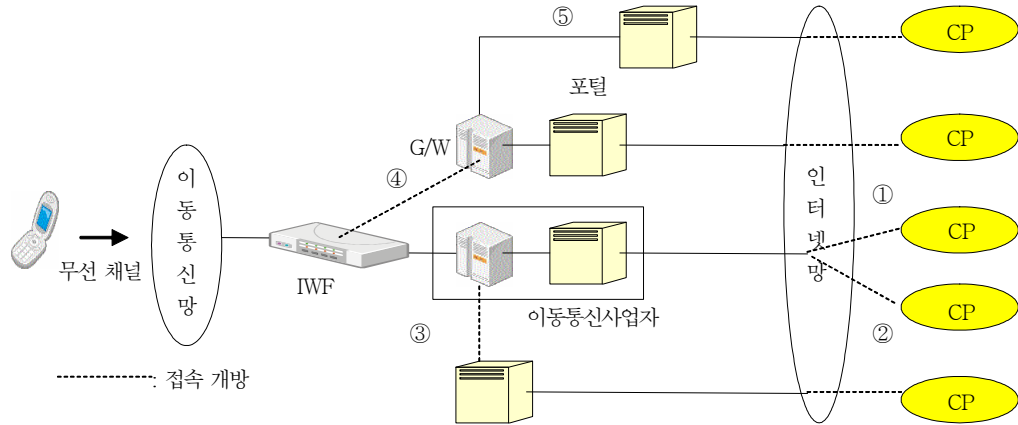 ⑤
CP
포털
G/W
CP
④
이
동
통
신
망
인
터
넷
망
①
CP
무선 채널
IWF
이동통신사업자
CP
③
②
: 접속 개방
CP